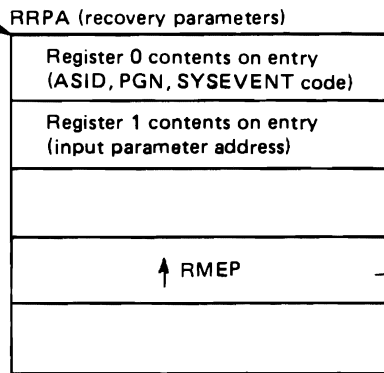 RRPA (recovery parameters)
Register 0 contents on entry
(ASID, PGN, SYSEVENT code)
Register 1 contents on entry
(input parameter address)
↑ RMEP